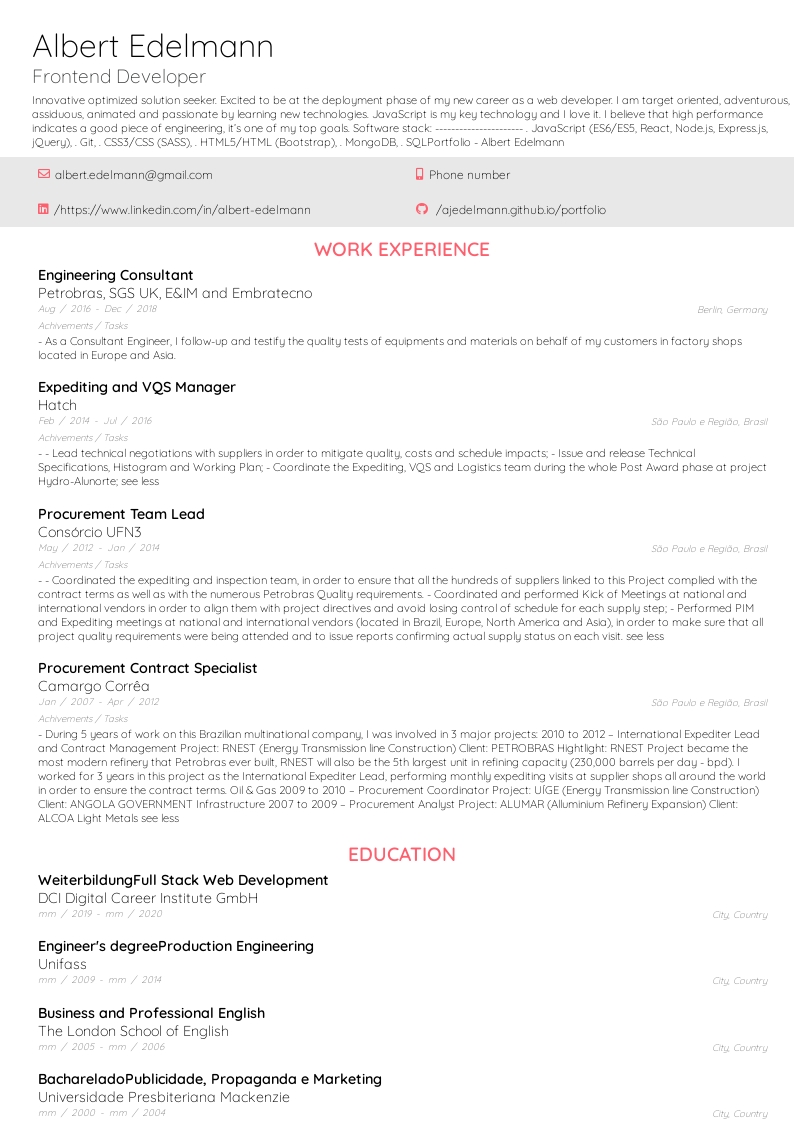 Albert Edelmann
Frontend Developer
Innovative optimized solution seeker. Excited to be at the deployment phase of my new career as a web developer. I am target oriented, adventurous,
assiduous, animated and passionate by learning new technologies. JavaScript is my key technology and I love it. I believe that high performance
indicates a good piece of engineering, it's one of my top goals. Software stack: ---------------------- . JavaScript (ES6/ES5, React, Node.js, Express.js,
jQuery), . Git, . CSS3/CSS (SASS), . HTML5/HTML (Bootstrap), . MongoDB, . SQLPortfolio - Albert Edelmann
albert.edelmann@gmail.com
Phone number
/https://www.linkedin.com/in/albert-edelmann
/ajedelmann.github.io/portfolio
WORK EXPERIENCE
Engineering Consultant
Petrobras, SGS UK, E&IM and Embratecno
Aug / 2016 - Dec / 2018
Berlin, Germany
Achivements / Tasks
- As a Consultant Engineer, I follow-up and testify the quality tests of equipments and materials on behalf of my customers in factory shops
located in Europe and Asia.
Expediting and VQS Manager
Hatch
Feb / 2014 - Jul / 2016
São Paulo e Região, Brasil
Achivements / Tasks
- - Lead technical negotiations with suppliers in order to mitigate quality, costs and schedule impacts; - Issue and release Technical
Specifications, Histogram and Working Plan; - Coordinate the Expediting, VQS and Logistics team during the whole Post Award phase at project
Hydro-Alunorte; see less
Procurement Team Lead
Consórcio UFN3
May / 2012 - Jan / 2014
São Paulo e Região, Brasil
Achivements / Tasks
- - Coordinated the expediting and inspection team, in order to ensure that all the hundreds of suppliers linked to this Project complied with the
contract terms as well as with the numerous Petrobras Quality requirements. - Coordinated and performed Kick of Meetings at national and
international vendors in order to align them with project directives and avoid losing control of schedule for each supply step; - Performed PIM
and Expediting meetings at national and international vendors (located in Brazil, Europe, North America and Asia), in order to make sure that all
project quality requirements were being attended and to issue reports confirming actual supply status on each visit. see less
Procurement Contract Specialist
Camargo Corrêa
Jan / 2007 - Apr / 2012
São Paulo e Região, Brasil
Achivements / Tasks
- During 5 years of work on this Brazilian multinational company, I was involved in 3 major projects: 2010 to 2012 – International Expediter Lead
and Contract Management Project: RNEST (Energy Transmission line Construction) Client: PETROBRAS Hightlight: RNEST Project became the
most modern refinery that Petrobras ever built, RNEST will also be the 5th largest unit in refining capacity (230,000 barrels per day - bpd). I
worked for 3 years in this project as the International Expediter Lead, performing monthly expediting visits at supplier shops all around the world
in order to ensure the contract terms. Oil & Gas 2009 to 2010 – Procurement Coordinator Project: UÍGE (Energy Transmission line Construction)
Client: ANGOLA GOVERNMENT Infrastructure 2007 to 2009 – Procurement Analyst Project: ALUMAR (Alluminium Refinery Expansion) Client:
ALCOA Light Metals see less
EDUCATION
WeiterbildungFull Stack Web Development
DCI Digital Career Institute GmbH
mm / 2019 - mm / 2020
City, Country
Engineer's degreeProduction Engineering
Unifass
mm / 2009 - mm / 2014
City, Country
Business and Professional English
The London School of English
mm / 2005 - mm / 2006
City, Country
BachareladoPublicidade, Propaganda e Marketing
Universidade Presbiteriana Mackenzie
mm / 2000 - mm / 2004
City, Country